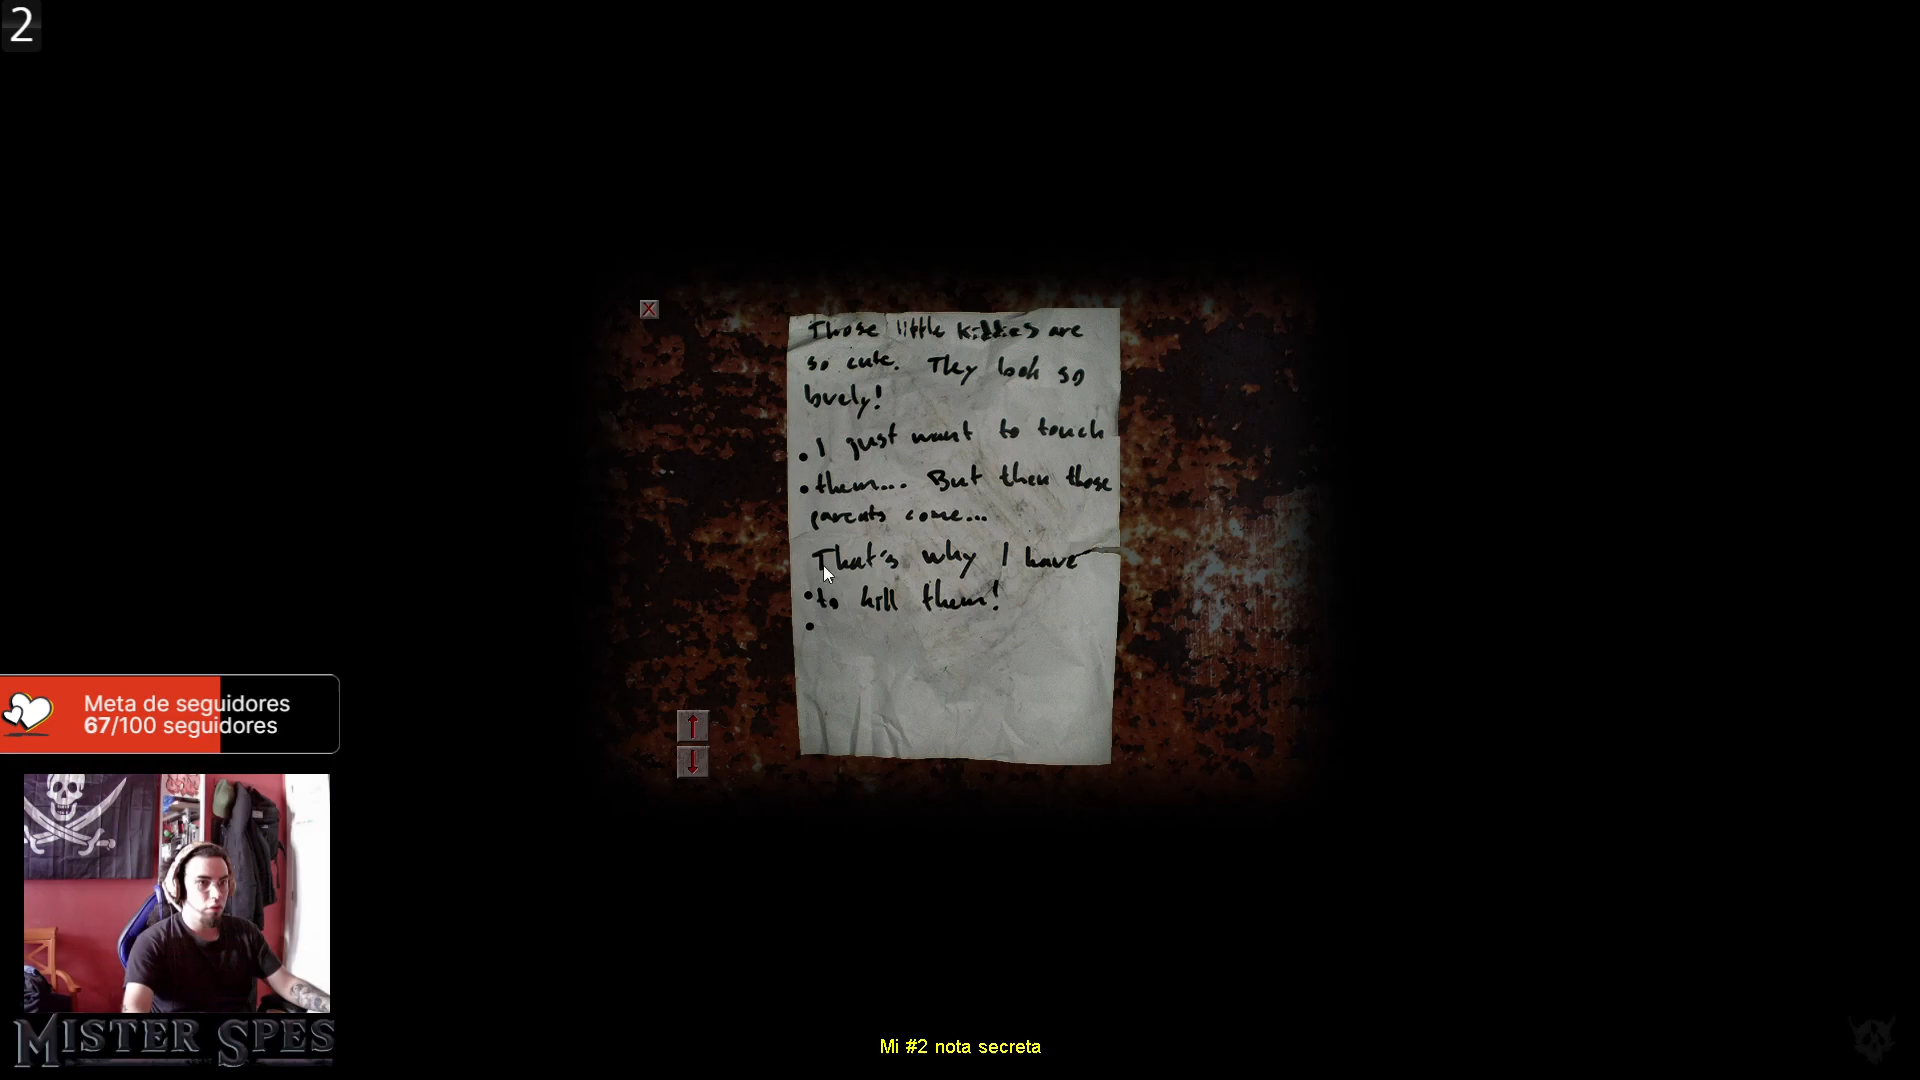 2
X
Those little kiddies are
so cute. They look so
lovely!
I just want to touch
them... But then those
parents come...
That's why I have
to kill them!
Meta de seguidores
67/100 seguidores
MISTER SPES
Mi #2 nota secreta